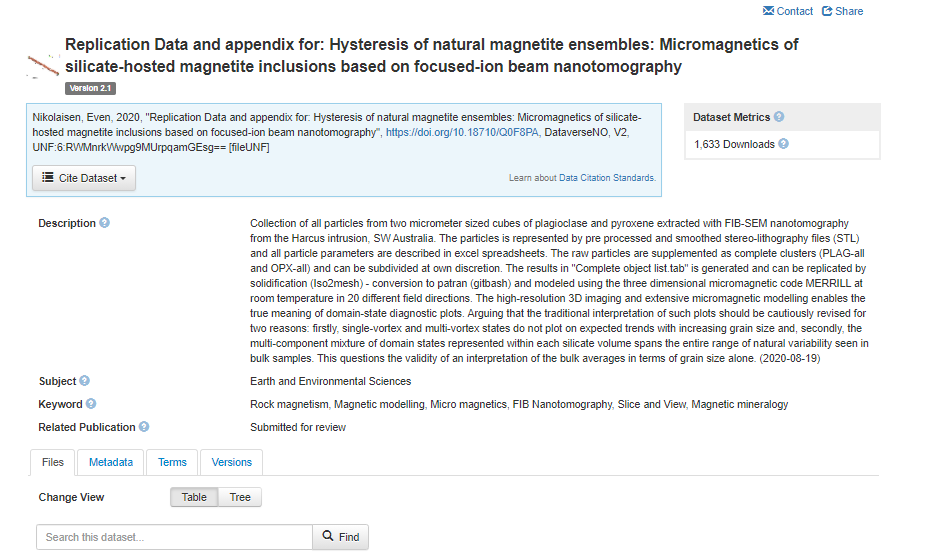 Contact Share
Replication Data and appendix for: Hysteresis of natural magnetite ensembles: Micromagnetics of
silicate-hosted magnetite inclusions based on focused-ion beam nanotomography
Version 2.1
Nikolaisen, Even, 2020, "Replication Data and appendix for: Hysteresis of natural magnetite ensembles: Micromagnetics of silicate-
hosted magnetite inclusions based on focused-ion beam nanotomography", https://doi.org/10.18710/Q0F8PA, DataverseNO, V2,
UNF:6:RWMnrkWwpg9MUrpqamGEsg== [fileUNF]
Cite Dataset
Learn about Data Citation Standards.
Dataset Metrics
1,633 Downloads
Description
Collection of all particles from two micrometer sized cubes of plagioclase and pyroxene extracted with FIB-SEM nanotomography
from the Harcus intrusion, SW Australia. The particles is represented by pre processed and smoothed stereo-lithography files (STL)
and all particle parameters are described in excel spreadsheets. The raw particles are supplemented as complete clusters (PLAG-all
and OPX-all) and can be subdivided at own discretion. The results in "Complete object list.tab" is generated and can be replicated by
solidification (Iso2mesh) - conversion to patran (gitbash) and modeled using the three dimensional micromagnetic code MERRILL at
room temperature in 20 different field directions. The high-resolution 3D imaging and extensive micromagnetic modelling enables the
true meaning of domain-state diagnostic plots. Arguing that the traditional interpretation of such plots should be cautiously revised for
two reasons: firstly, single-vortex and multi-vortex states do not plot on expected trends with increasing grain size and, secondly, the
multi-component mixture of domain states represented within each silicate volume spans the entire range of natural variability seen in
bulk samples. This questions the validity of an interpretation of the bulk averages in terms of grain size alone. (2020-08-19)
Subject
Earth and Environmental Sciences
Keyword
Rock magnetism, Magnetic modelling, Micro magnetics, FIB Nanotomography, Slice and View, Magnetic mineralogy
Related Publication
Submitted for review
Files Metadata Terms Versions
Change View
Table Tree
Search this dataset...
Find